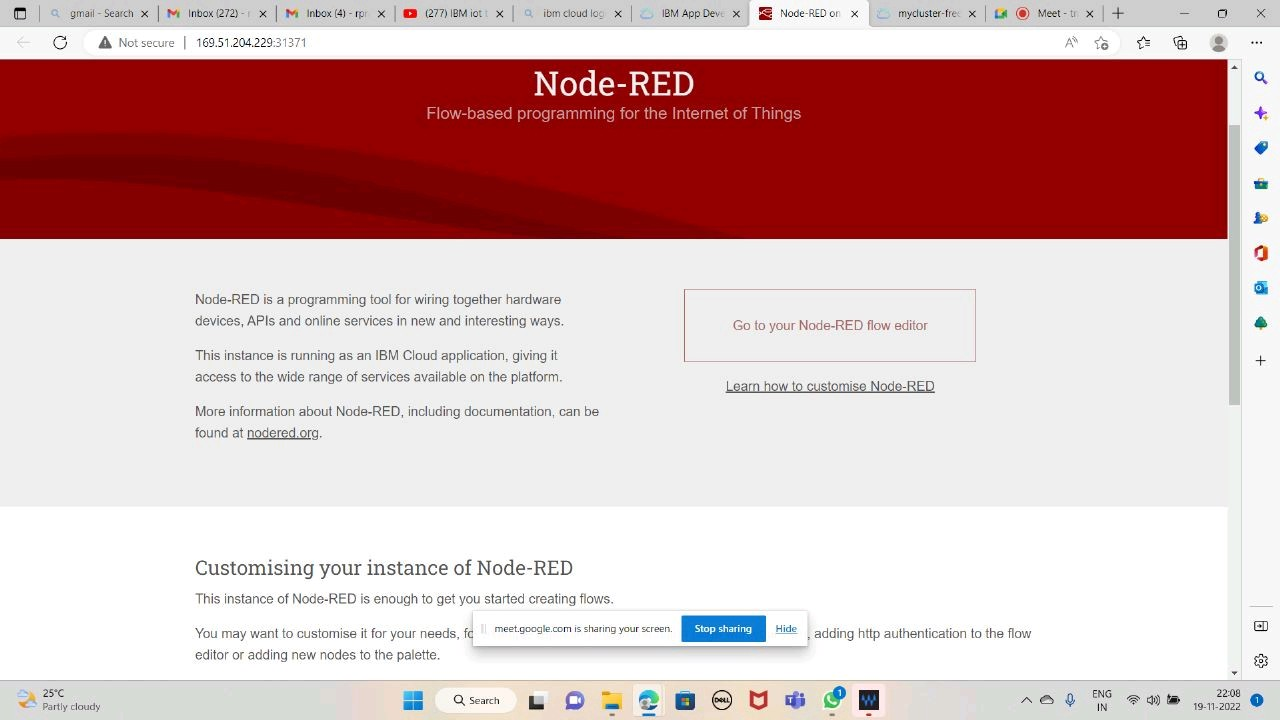 gmail - Search
Inbox (272) - r
Inbox (4) - rpr
(277) IBM iot t
ibm cloud log
IBM App Deve
Node-RED on
mycluster-free
Meet - tr
Not secure
169.51.204.229:31371
Node-RED
Flow-based programming for the Internet of Things
Node-RED is a programming tool for wiring together hardware
devices, APIs and online services in new and interesting ways.
This instance is running as an IBM Cloud application, giving it
access to the wide range of services available on the platform.
More information about Node-RED, including documentation, can be
found at nodered.org.
Go to your Node-RED flow editor
Learn how to customise Node-RED
Customising your instance of Node-RED
This instance of Node-RED is enough to get you started creating flows.
You may want to customise it for your needs, fo
, adding http authentication to the flow
editor or adding new nodes to the palette.
meet.google.com is sharing your screen.
Stop sharing
Hide
25°C
Partly cloudy
Search
DELL
1
ENG
IN
22:08
19-11-2022
1